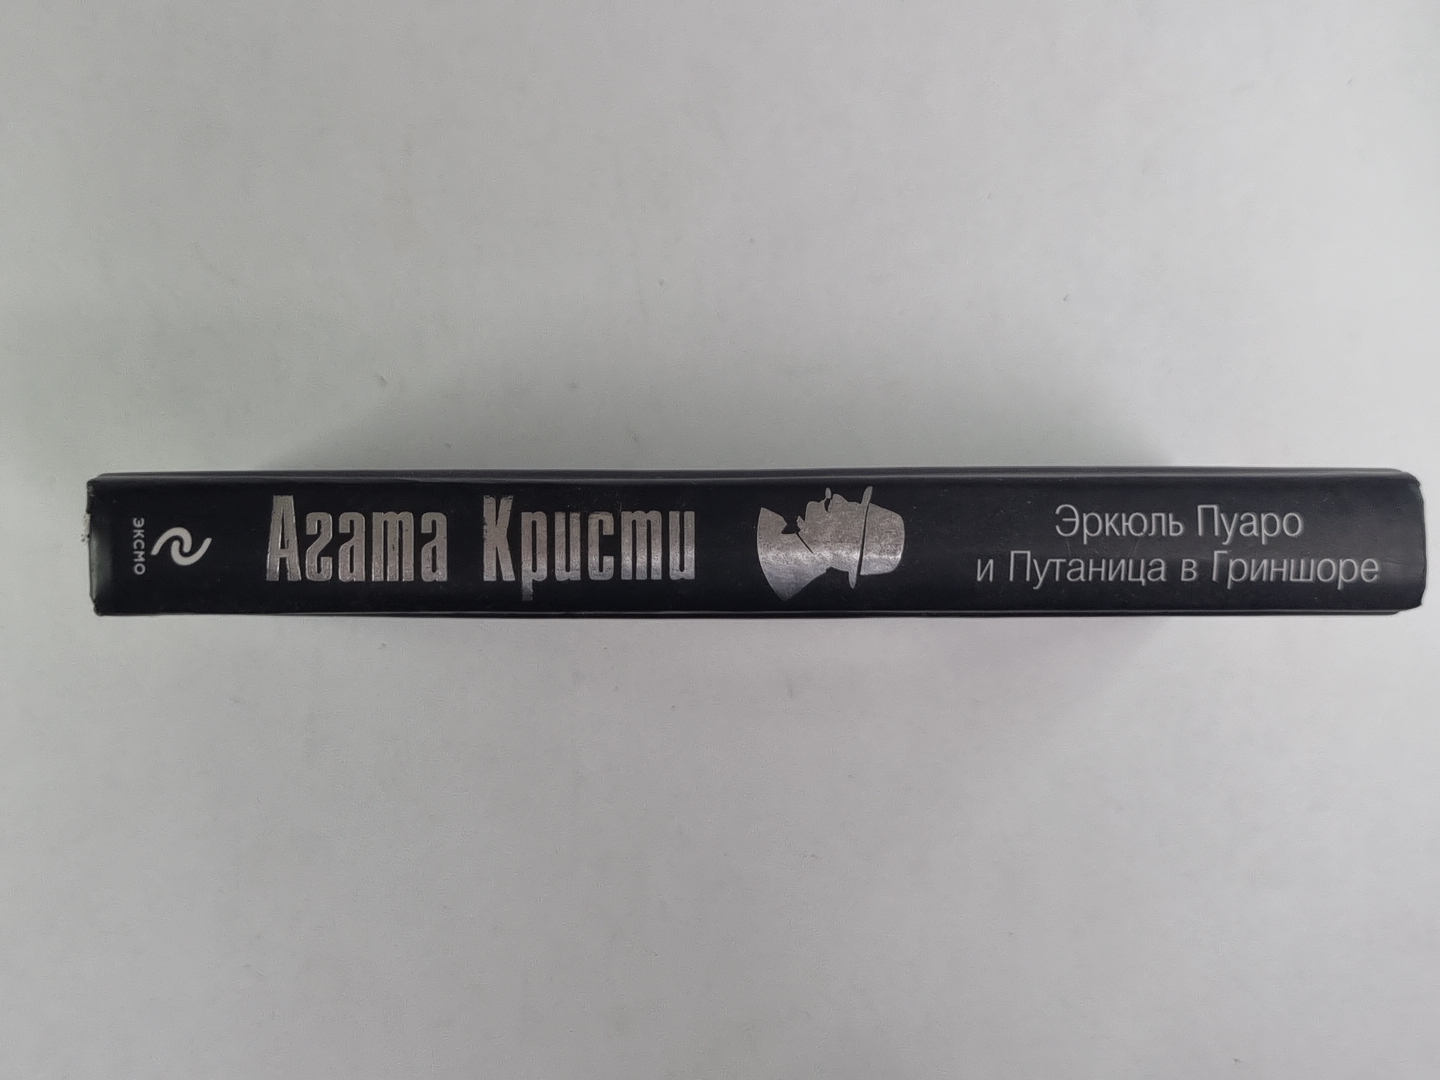 ЭКСМО
Агата Кристи
Эркюль Пуаро
и Путаница в Гриншоре